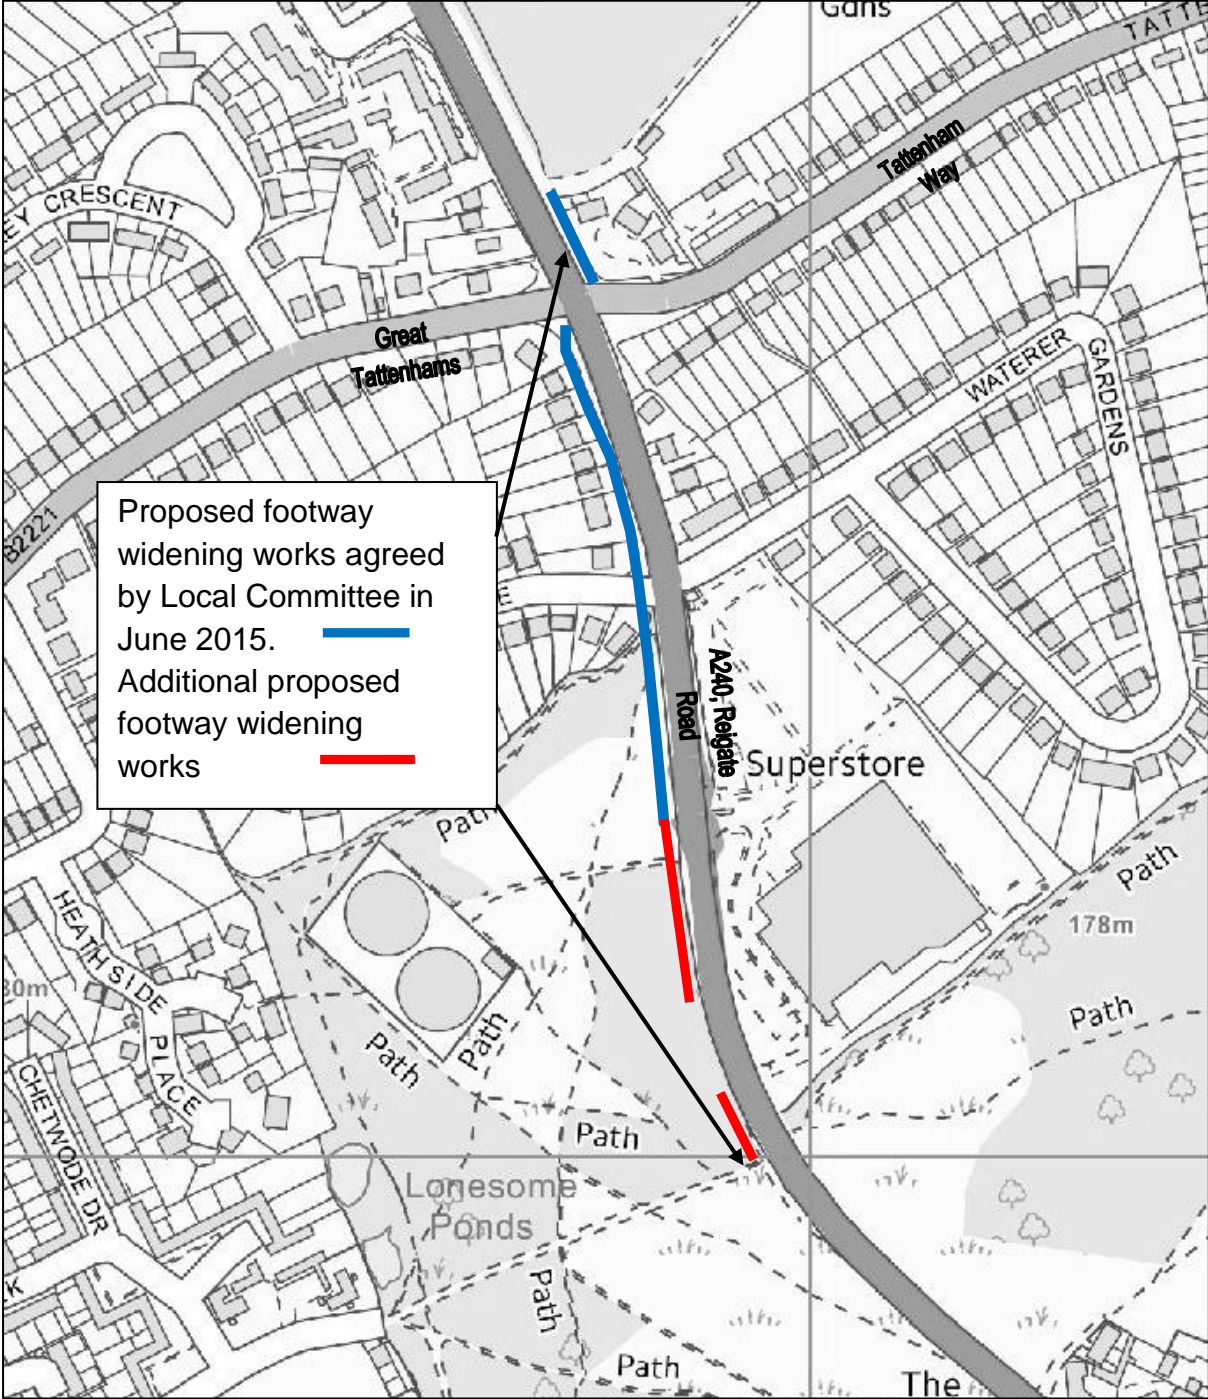 Gdns
TATTE
Tattenham
Way
EY CRESCENT
Great
Tattenhams
WATERER
GARDENS
B2221
Proposed footway
widening works agreed
by Local Committee in
June 2015.
Additional proposed
footway widening
works
E
A240, Reigate
Road
Superstore
Path
Path
178m
HEATHSIDE
PLACE
30m
Path
Path
Path
CHETWODE DR
Path
Lonesome
Ponds
K
Path
Path
The